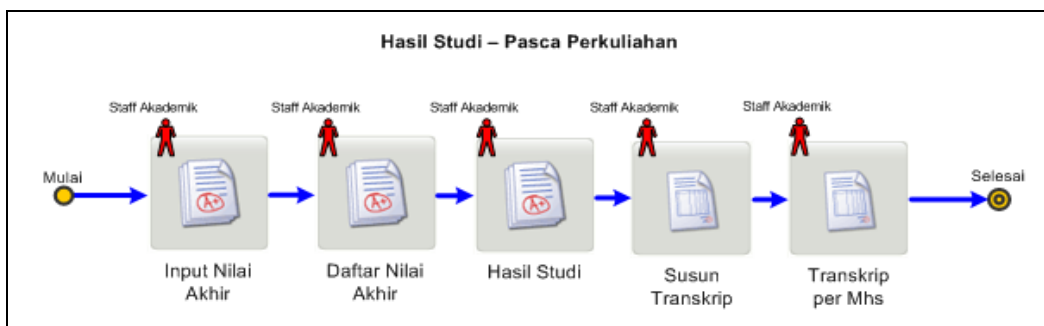 Hasil Studi – Pasca Perkuliahan
Staff Akademik
Staff Akademik
Staff Akademik
Staff Akademik
Staff Akademik
Mulai
A+
A+
A+
Selesai
Input Nilai
Akhir
Daftar Nilai
Akhir
Hasil Studi
Susun
Transkrip
Transkrip
per Mhs